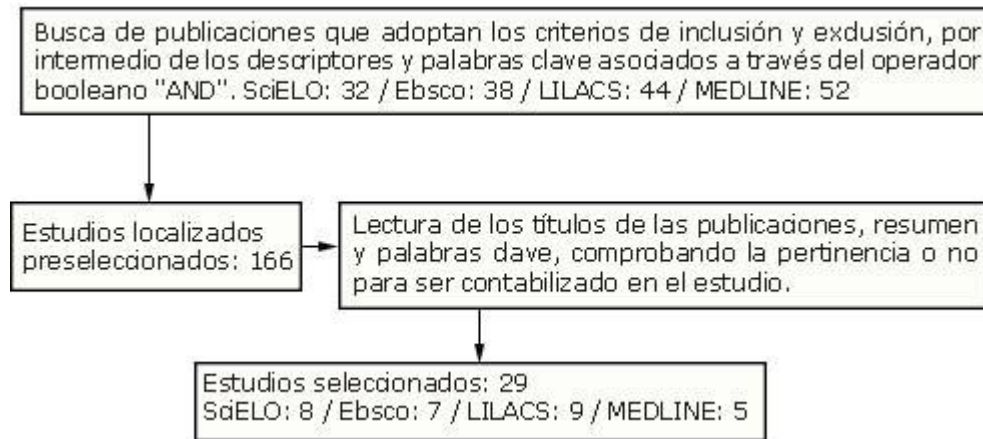 Busca de publicaciones que adoptan los criterios de inclusión y exdusión, por
intermedio de los descriptores y palabras clave asociados a través del operador
booleano "AND". SciELO: 32 / Ebsco: 38 / LILACS: 44 / MEDLINE: 52
Estudios localizados
preseleccionados: 166
Lectura de los títulos de las publicaciones, resumen
y palabras dave, comprobando la pertinencia o no
para ser contabilizado en el estudio.
Estudios seleccionados: 29
SciELO: 8 / Ebsco: 7 / LILACS: 9 / MEDLINE: 5